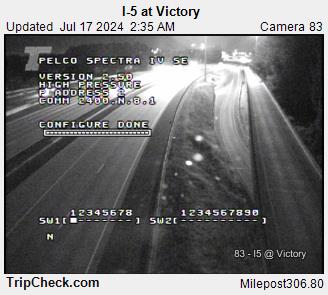 I-5 at Victory
Updated Jul 17 2024 2:35 AM Camera 83
PELCO SPECTRA IV SE
VERSION 2.50
HIGH PRESSURE
P ADDRESS 2
COMM 2400.N.8.1
CONFIGURE DONE
12345678 1234567890
SW1[ SW2[ ]
N
83 - I5 @ Victory
TripCheck.com Milepost306.80